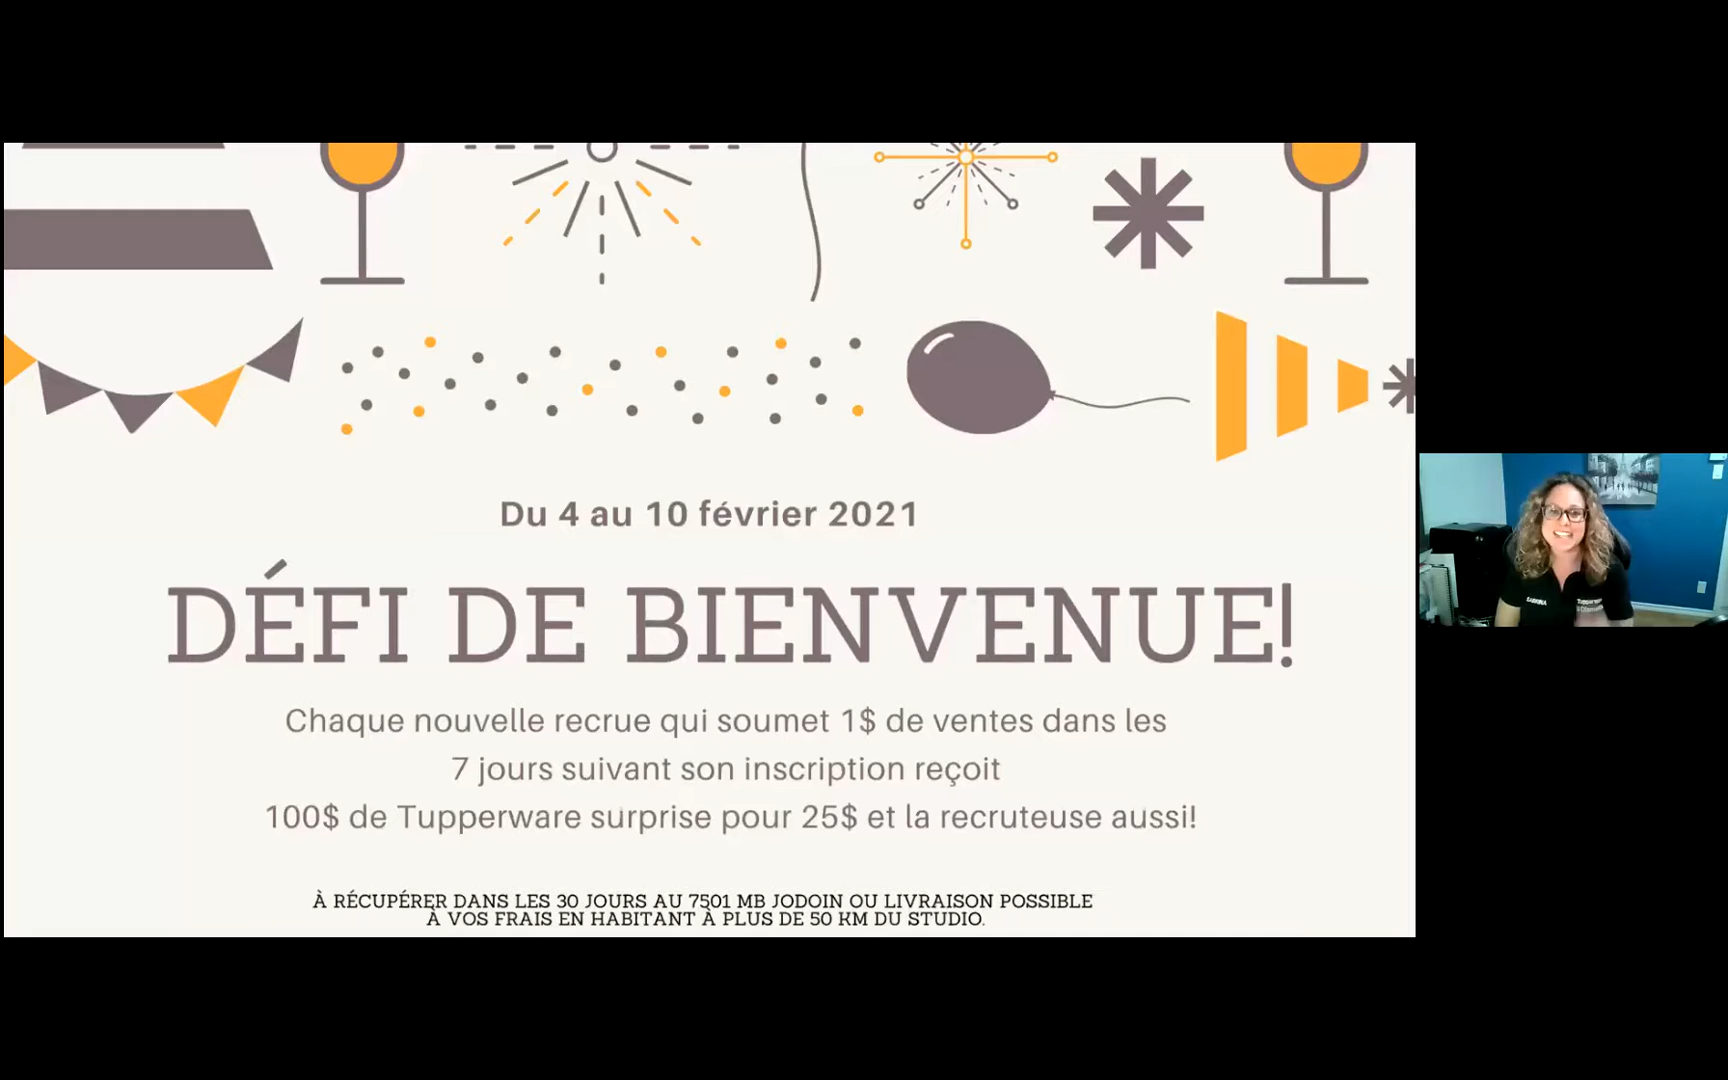 Du 4 au 10 février 2021
DÉFI DE BIENVENUE!
Chaque nouvelle recrue qui soumet 1$ de ventes dans les
7 jours suivant son inscription reçoit
100$ de Tupperware surprise pour 25$ et la recruteuse aussi!
À RÉCUPÉRER DANS LES 30 JOURS AU 7501 MB JODOIN OU LIVRAISON POSSIBLE
À VOS FRAIS EN HABITANT À PLUS DE 50 KM DU STUDIO.